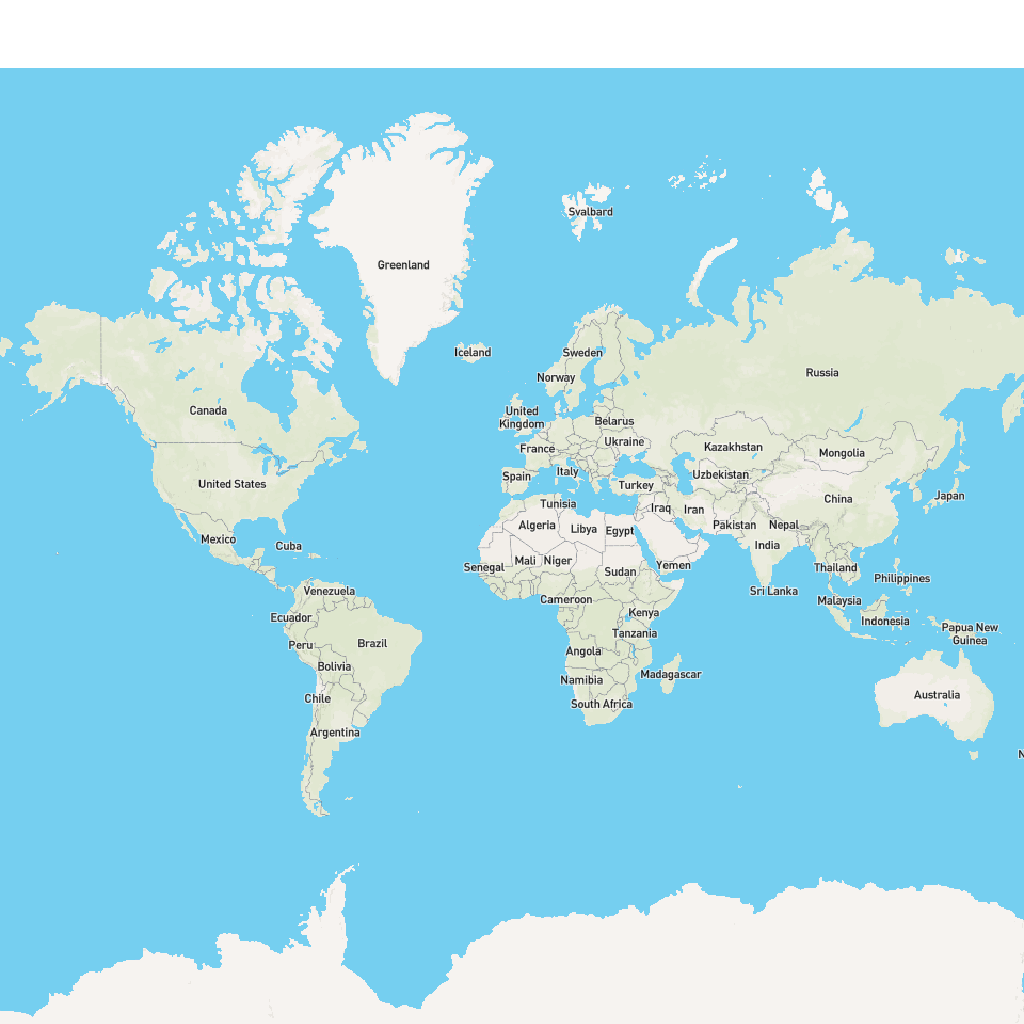 Svalbard
Greenland
Iceland
Sweden
Russia
Norway
Canada
United
Kingdom
Belarus
Ukraine
France
Kazakhstan
Mongolia
Italy
Spain
Uzbekistan
United States
Turkey
China
Japan
Tunisia
Iraq
Iran
Algeria
Libya
Egypt
Pakistan
Nepal
Mexico
Cuba
India
Mali
Niger
Senegal
Sudan
Yemen
Thailand
Philippines
Venezuela
Cameroon
Sri Lanka
Malaysia
Ecuador
Kenya
Indonesia
Papua New
Guinea
Tanzania
Peru
Brazil
Angola
Bolivia
Namibia
Madagascar
Chile
South Africa
Australia
Argentina
N